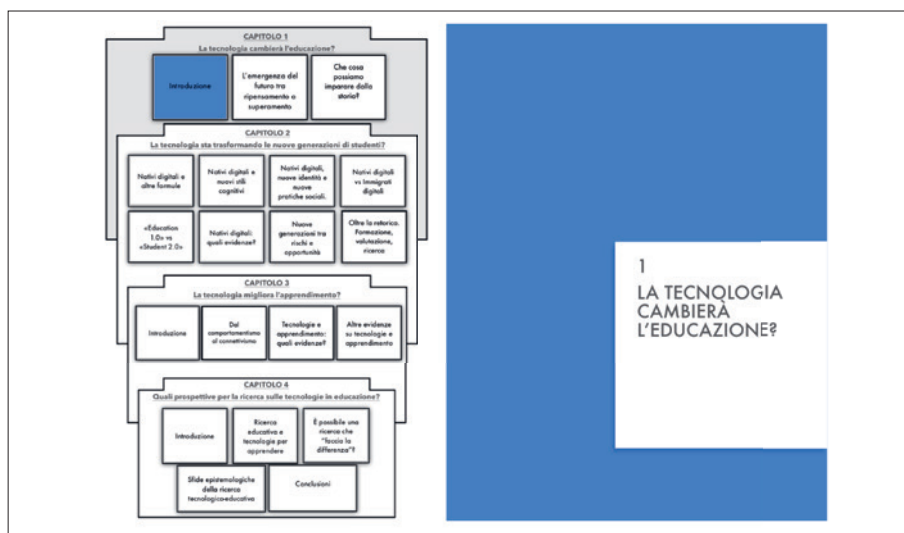 CAPITOLO 1
La tecnologia cambierà l'educazione?
Introduzione
L'emergenza del
futuro tra
ripensamento o
superamento
Che cosa
possiamo
imparare dalla
storia?
CAPITOLO 2
La tecnologia sta trasformando le nuove generazioni di studenti?
Nativi digitali e
altre formule
Nativi digitali e
nuovi stili
cognitivi
Nativi digitali,
nuove identità e
nuove
pratiche sociali.
Nativi digitali
vs Immigrati
digitali
«Education
1.0» vs
«Student 2.0»
Nativi digitali:
quali evidenze?
Nuove
generazioni tra
rischi e
opportunità
Oltre la retorica.
Formazione,
valutazione,
ricerca
CAPITOLO 3
La tecnologia migliora l'apprendimento?
Introduzione
Dal
comportamentismo
al connettivismo
Tecnologie e
apprendimento:
quali evidenze?
Altre evidenze
su tecnologie e
apprendimento
CAPITOLO 4
Quali prospettive per la ricerca sulle tecnologie in educazione?
Introduzione
Ricerca
educativa e
tecnologie per
apprendere
È possibile una
ricerca che
"faccia la
differenza"?
Sfide epistemologiche
della ricerca
tecnologico-educativa
Conclusioni
1
LA TECNOLOGIA
CAMBIERÀ
L'EDUCAZIONE?